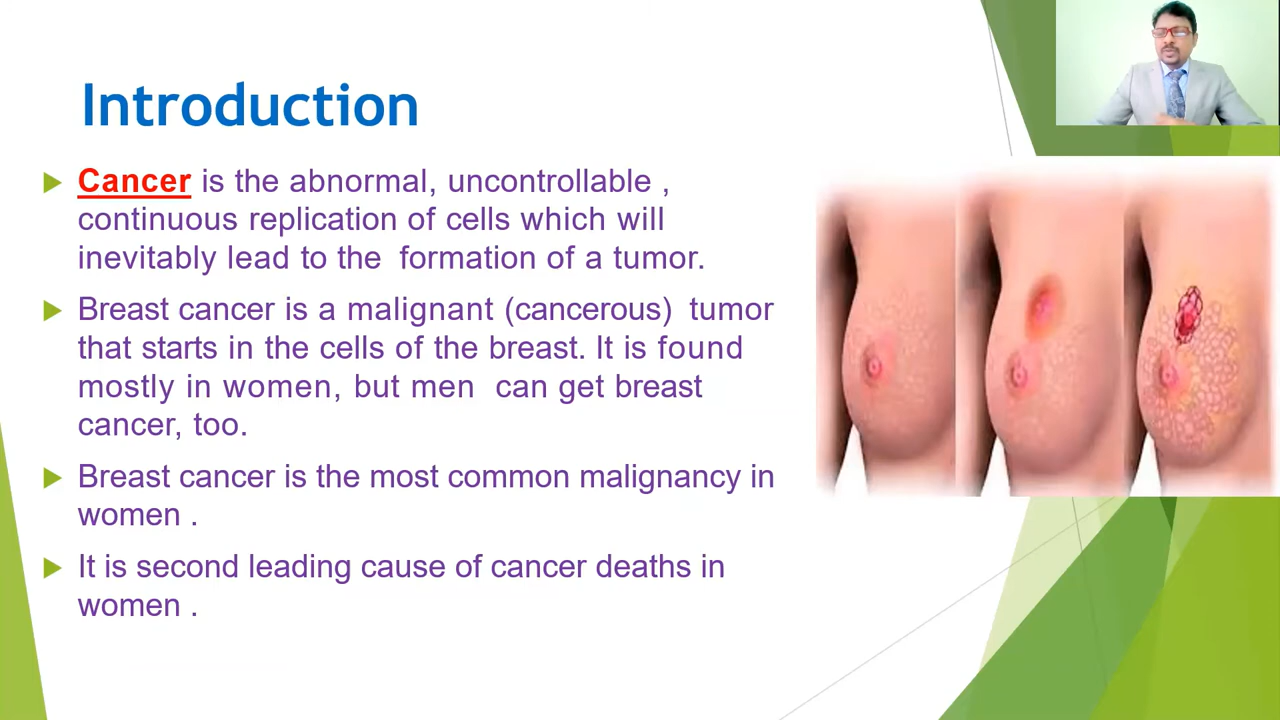 Introduction
Cancer is the abnormal, uncontrollable ,
continuous replication of cells which will
inevitably lead to the formation of a tumor.
Breast cancer is a malignant (cancerous) tumor
that starts in the cells of the breast. It is found
mostly in women, but men can get breast
cancer, too.
Breast cancer is the most common malignancy in
women .
It is second leading cause of cancer deaths in
women .